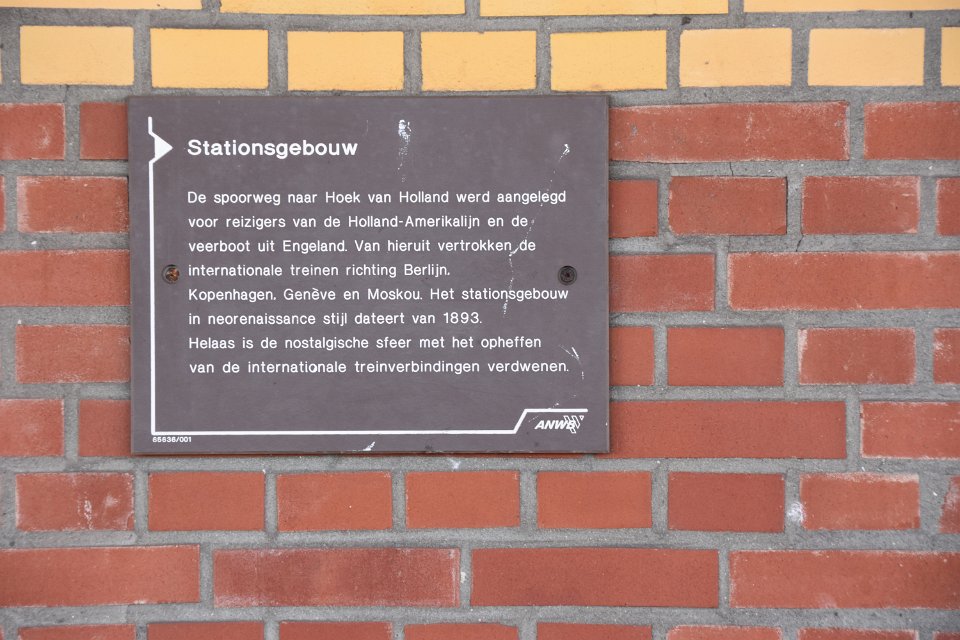 Stationsgebouw
De spoorweg naar Hoek van Holland werd aangelegd
voor reizigers van de Holland-Amerikalijn en de
veerboot uit Engeland. Van hieruit vertrokken de
internationale treinen richting Berlijn,
Kopenhagen, Genève en Moskou. Het stationsgebouw
in neorenaissance stijl dateert van 1893.
Helaas is de nostalgische sfeer met het opheffen
van de internationale treinverbindingen verdwenen.
65636/001
ANWB